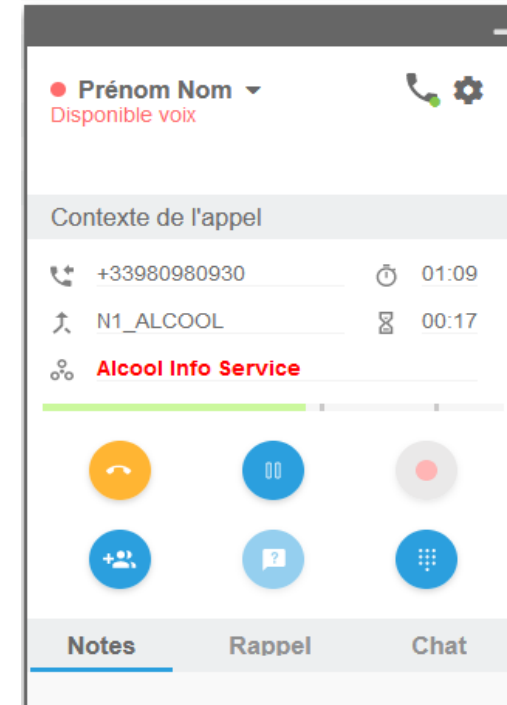 Prénom Nom
Disponible voix
Contexte de l'appel
+33980980930 01:09
N1_ALCOOL 00:17
Alcool Info Service
?
Notes Rappel Chat